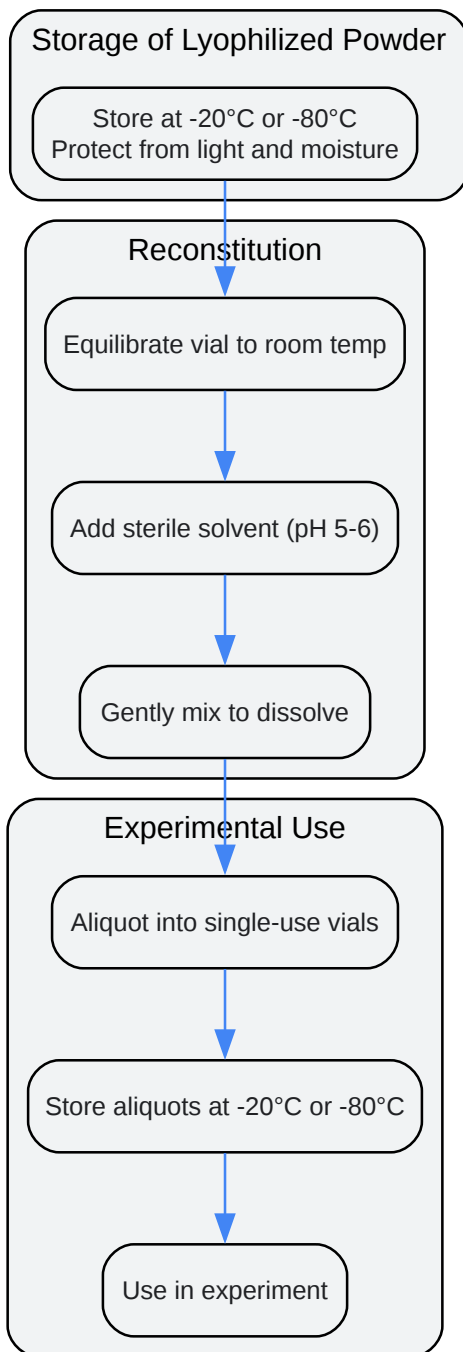 Storage of Lyophilized Powder
Store at -20°C or -80°C
Protect from light and moisture
Reconstitution
Equilibrate vial to room temp
Add sterile solvent (pH 5-6)
Gently mix to dissolve
Experimental Use
Aliquot into single-use vials
Store aliquots at -20°C or -80°C
Use in experiment